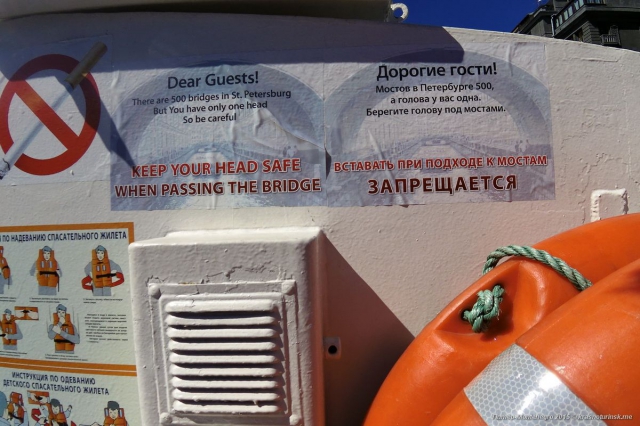 Dear Guests!
There are 500 bridges in St. Petersburg
But You have only one head
So be careful
KEEP YOUR HEAD SAFE
WHEN PASSING THE BRIDGE
Дорогие гости!
Мостов в Петербурге 500,
а голова у вас одна.
Берегите голову под мостами.
ВСТАВАТЬ ПРИ ПОДХОДЕ К МОСТАМ
ЗАПРЕЩАЕТСЯ
ПО НАДЕВАНИЮ СПАСАТЕЛЬНОГО ЖИЛЕТА
ИНСТРУКЦИЯ ПО ОДЕВАНИЮ
ДЕТСКОГО СПАСАТЕЛЬНОГО ЖИЛЕТА